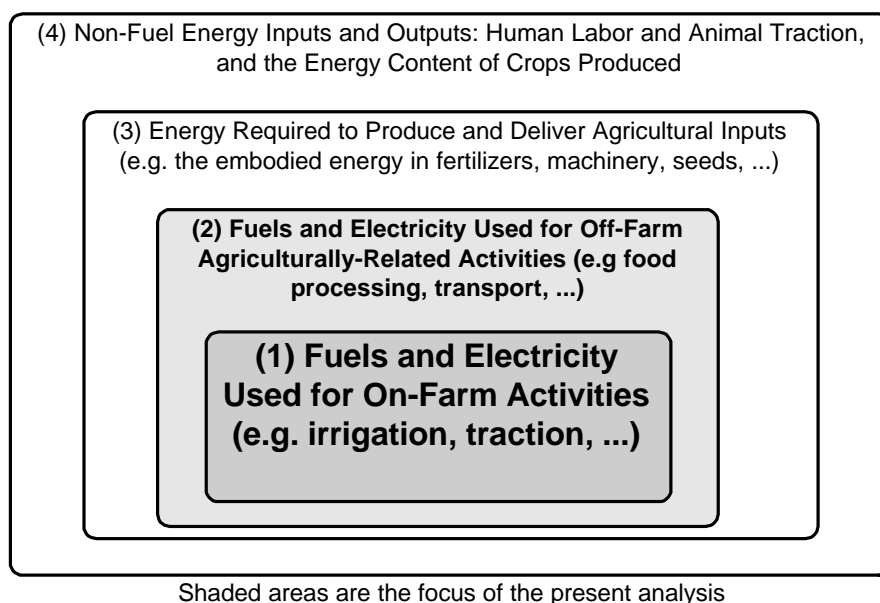 (4) Non-Fuel Energy Inputs and Outputs: Human Labor and Animal Traction,
and the Energy Content of Crops Produced
(3) Energy Required to Produce and Deliver Agricultural Inputs
(e.g. the embodied energy in fertilizers, machinery, seeds, ...)
(2) Fuels and Electricity Used for Off-Farm
Agriculturally-Related Activities (e.g food
processing, transport, ...)
(1) Fuels and Electricity
Used for On-Farm Activities
(e.g. irrigation, traction, ...)
Shaded areas are the focus of the present analysis